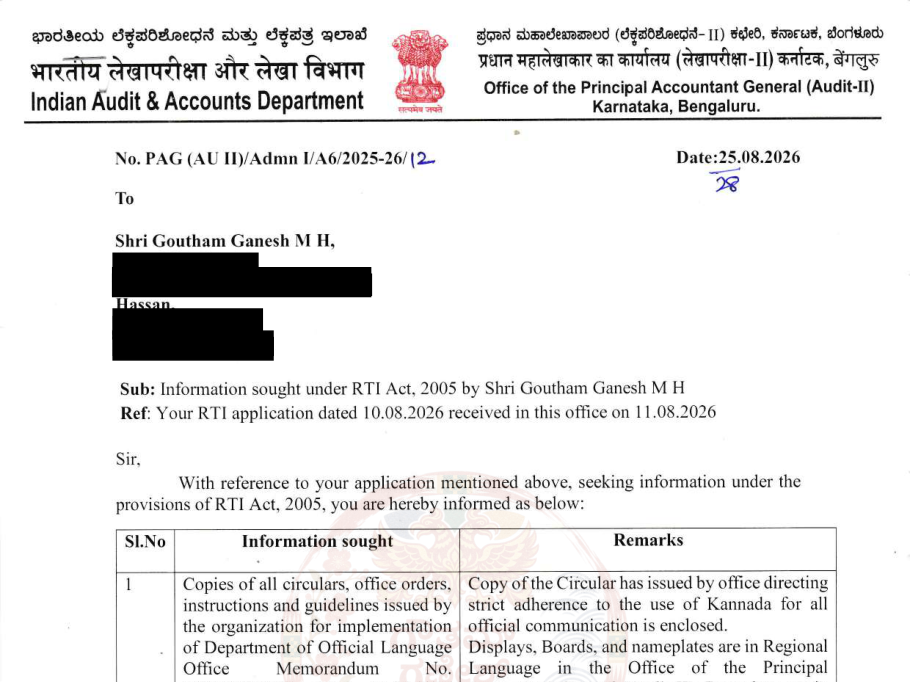 ಭಾರತೀಯ ಲೆಕ್ಕಪರಿಶೋಧನೆ ಮತ್ತು ಲೆಕ್ಕಪತ್ರ ಇಲಾಖೆ
भारतीय लेखापरीक्षा और लेखा विभाग
Indian Audit & Accounts Department
सत्यमेव जयते
ಪ್ರಧಾನ ಮಹಾಲೇಖಾಪಾಲರ (ಲೆಕ್ಕಪರಿಶೋಧನೆ-II) ಕಛೇರಿ, ಕರ್ನಾಟಕ, ಬೆಂಗಳೂರು
प्रधान महालेखाकार का कार्यालय (लेखापरीक्षा-II) कर्नाटक, बेंगलुरु
Office of the Principal Accountant General (Audit-II)
Karnataka, Bengaluru.
No. PAG (AU II)/Admn I/A6/2025-26/12
Date:25.08.2026
28
To
Shri Goutham Ganesh M H,
Hassan.
Sub: Information sought under RTI Act, 2005 by Shri Goutham Ganesh M H
Ref: Your RTI application dated 10.08.2026 received in this office on 11.08.2026
Sir,
With reference to your application mentioned above, seeking information under the
provisions of RTI Act, 2005, you are hereby informed as below:
Sl.No Information sought Remarks
1 Copies of all circulars, office orders,
instructions and guidelines issued by
the organization for implementation
of Department of Official Language
Office Memorandum No.
Copy of the Circular has issued by office directing
strict adherence to the use of Kannada for all
official communication is enclosed.
Displays, Boards, and nameplates are in Regional
Language in the Office of the Principal